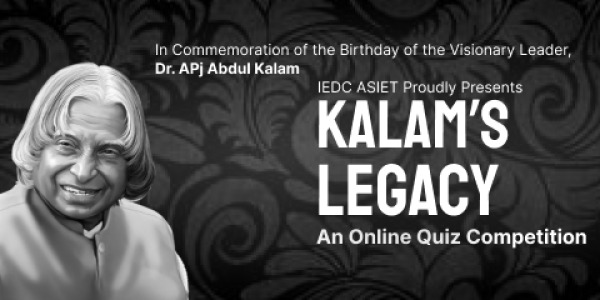 In Commemoration of the Birthday of the Visionary Leader,
Dr. APj Abdul Kalam
IEDC ASIET Proudly Presents
KALAM'S
LEGACY
An Online Quiz Competition